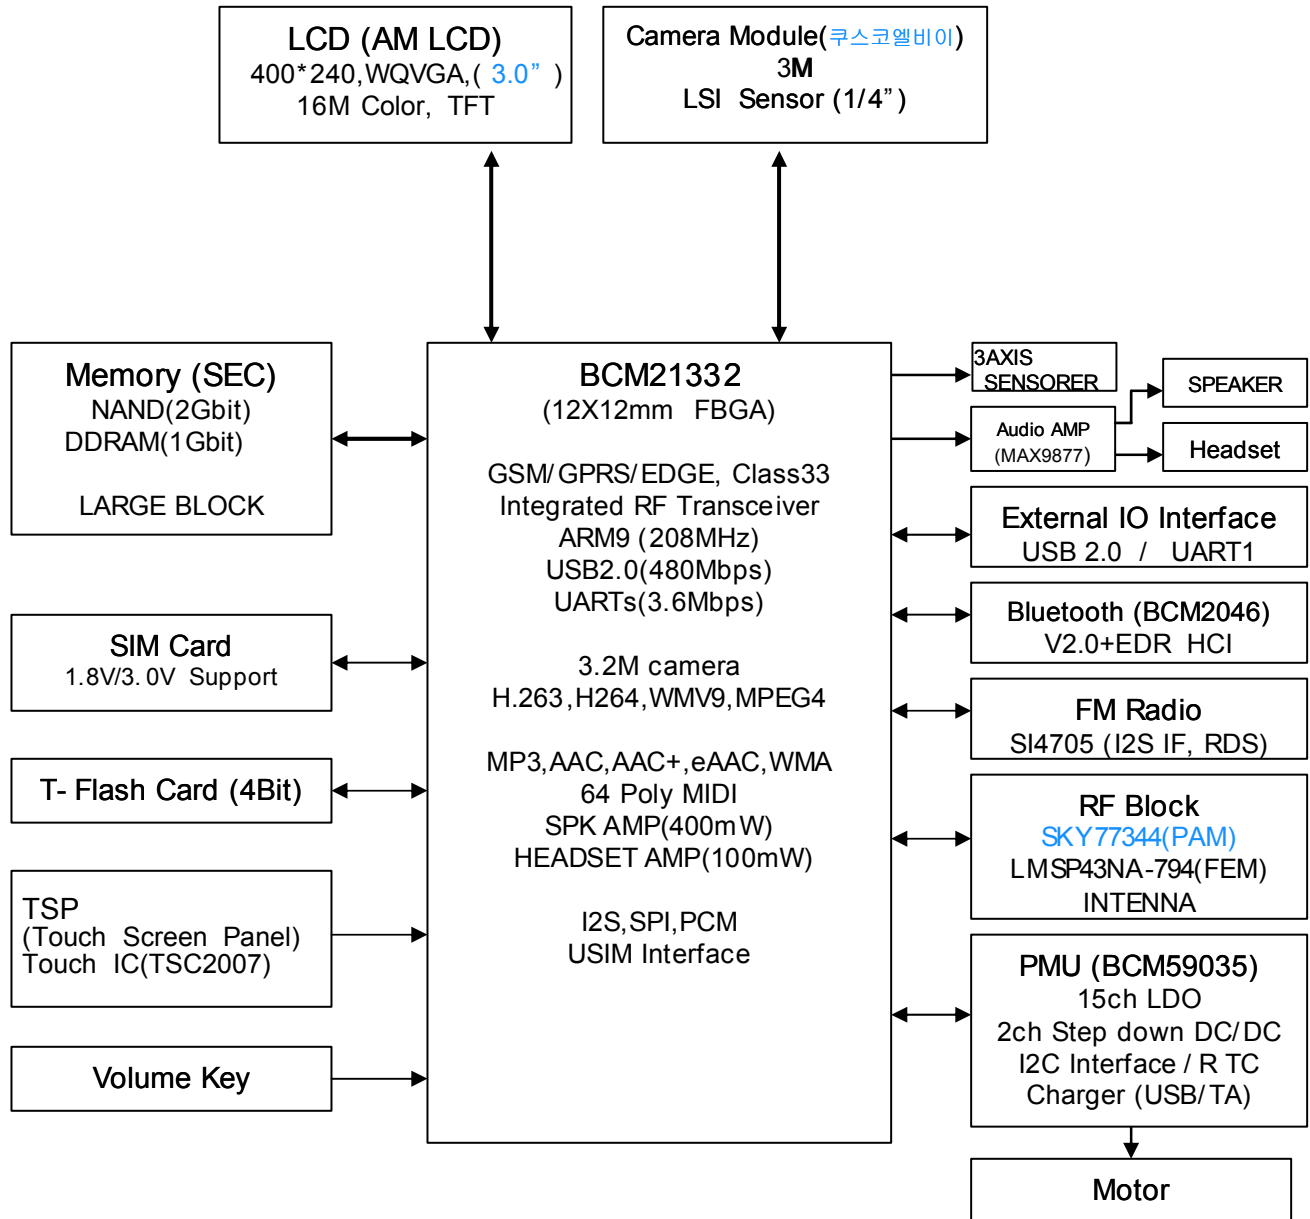 LCD (AM LCD)
400*240,WQVGA,( 3.0” )
16M Color, TFT
Camera Module(쿠스코엘비이)
3M
LSI Sensor (1/4”)
Memory (SEC)
NAND(2Gbit)
DDRAM(1Gbit)
LARGE BLOCK
SIM Card
1.8V/3.0V Support
T- Flash Card (4Bit)
TSP
(Touch Screen Panel)
Touch IC(TSC2007)
Volume Key
BCM21332
(12X12mm FBGA)
GSM/GPRS/EDGE, Class33
Integrated RF Transceiver
ARM9 (208MHz)
USB2.0(480Mbps)
UARTs(3.6Mbps)
3.2M camera
H.263,H264,WMV9,MPEG4
MP3,AAC,AAC+,eAAC,WMA
64 Poly MIDI
SPK AMP(400mW)
HEADSET AMP(100mW)
I2S,SPI,PCM
USIM Interface
3AXIS
SENSORER
Audio AMP
(MAX9877)
SPEAKER
Headset
External IO Interface
USB 2.0 / UART1
Bluetooth (BCM2046)
V2.0+EDR HCI
FM Radio
SI4705 (I2S IF, RDS)
RF Block
SKY77344(PAM)
LMSP43NA-794(FEM)
INTENNA
PMU (BCM59035)
15ch LDO
2ch Step down DC/DC
I2C Interface / R TC
Charger (USB/TA)
Motor